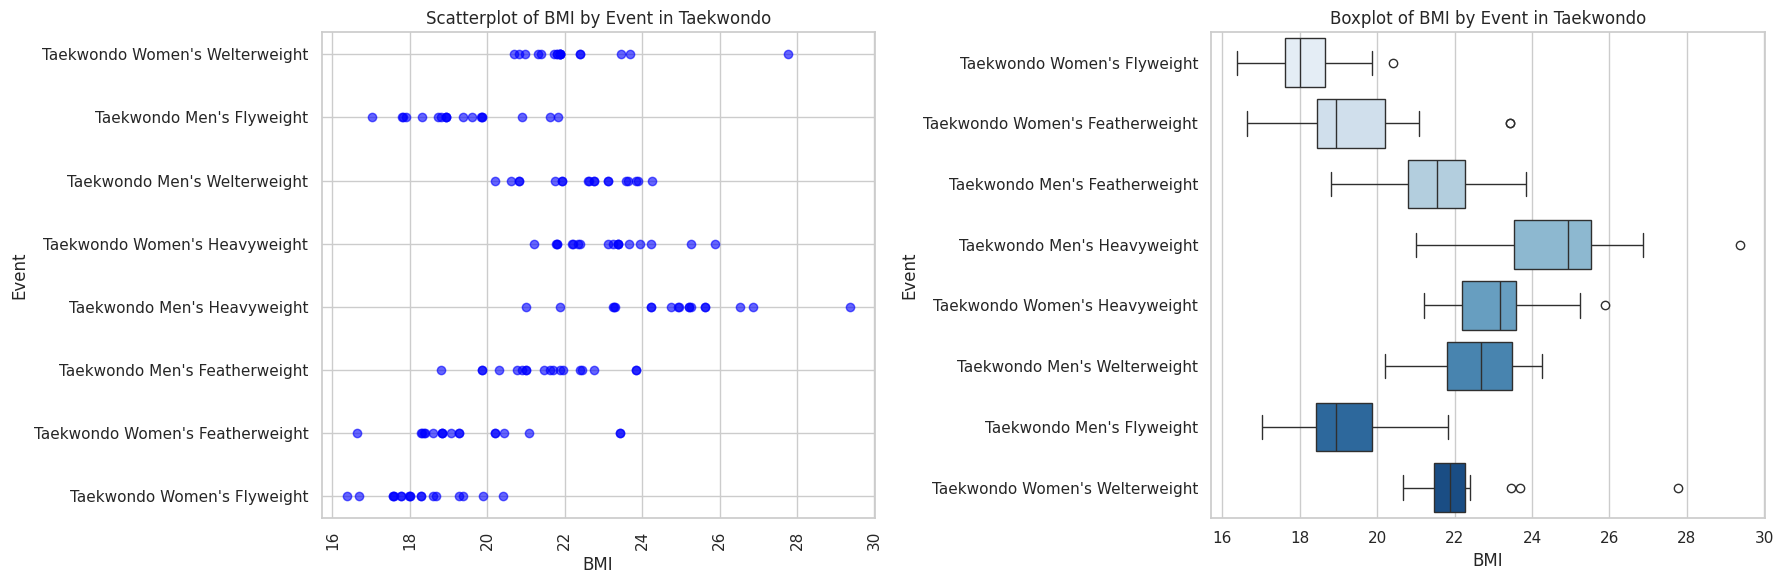 Scatterplot of BMI by Event in Taekwondo
Event
Taekwondo Women's Welterweight
Taekwondo Men's Flyweight
Taekwondo Men's Welterweight
Taekwondo Women's Heavyweight
Taekwondo Men's Heavyweight
Taekwondo Men's Featherweight
Taekwondo Women's Featherweight
Taekwondo Women's Flyweight
16 18 20 22 24 26 28 30
BMI
Boxplot of BMI by Event in Taekwondo
Event
Taekwondo Women's Flyweight
Taekwondo Women's Featherweight
Taekwondo Men's Featherweight
Taekwondo Men's Heavyweight
Taekwondo Women's Heavyweight
Taekwondo Men's Welterweight
Taekwondo Men's Flyweight
Taekwondo Women's Welterweight
16 18 20 22 24 26 28 30
BMI